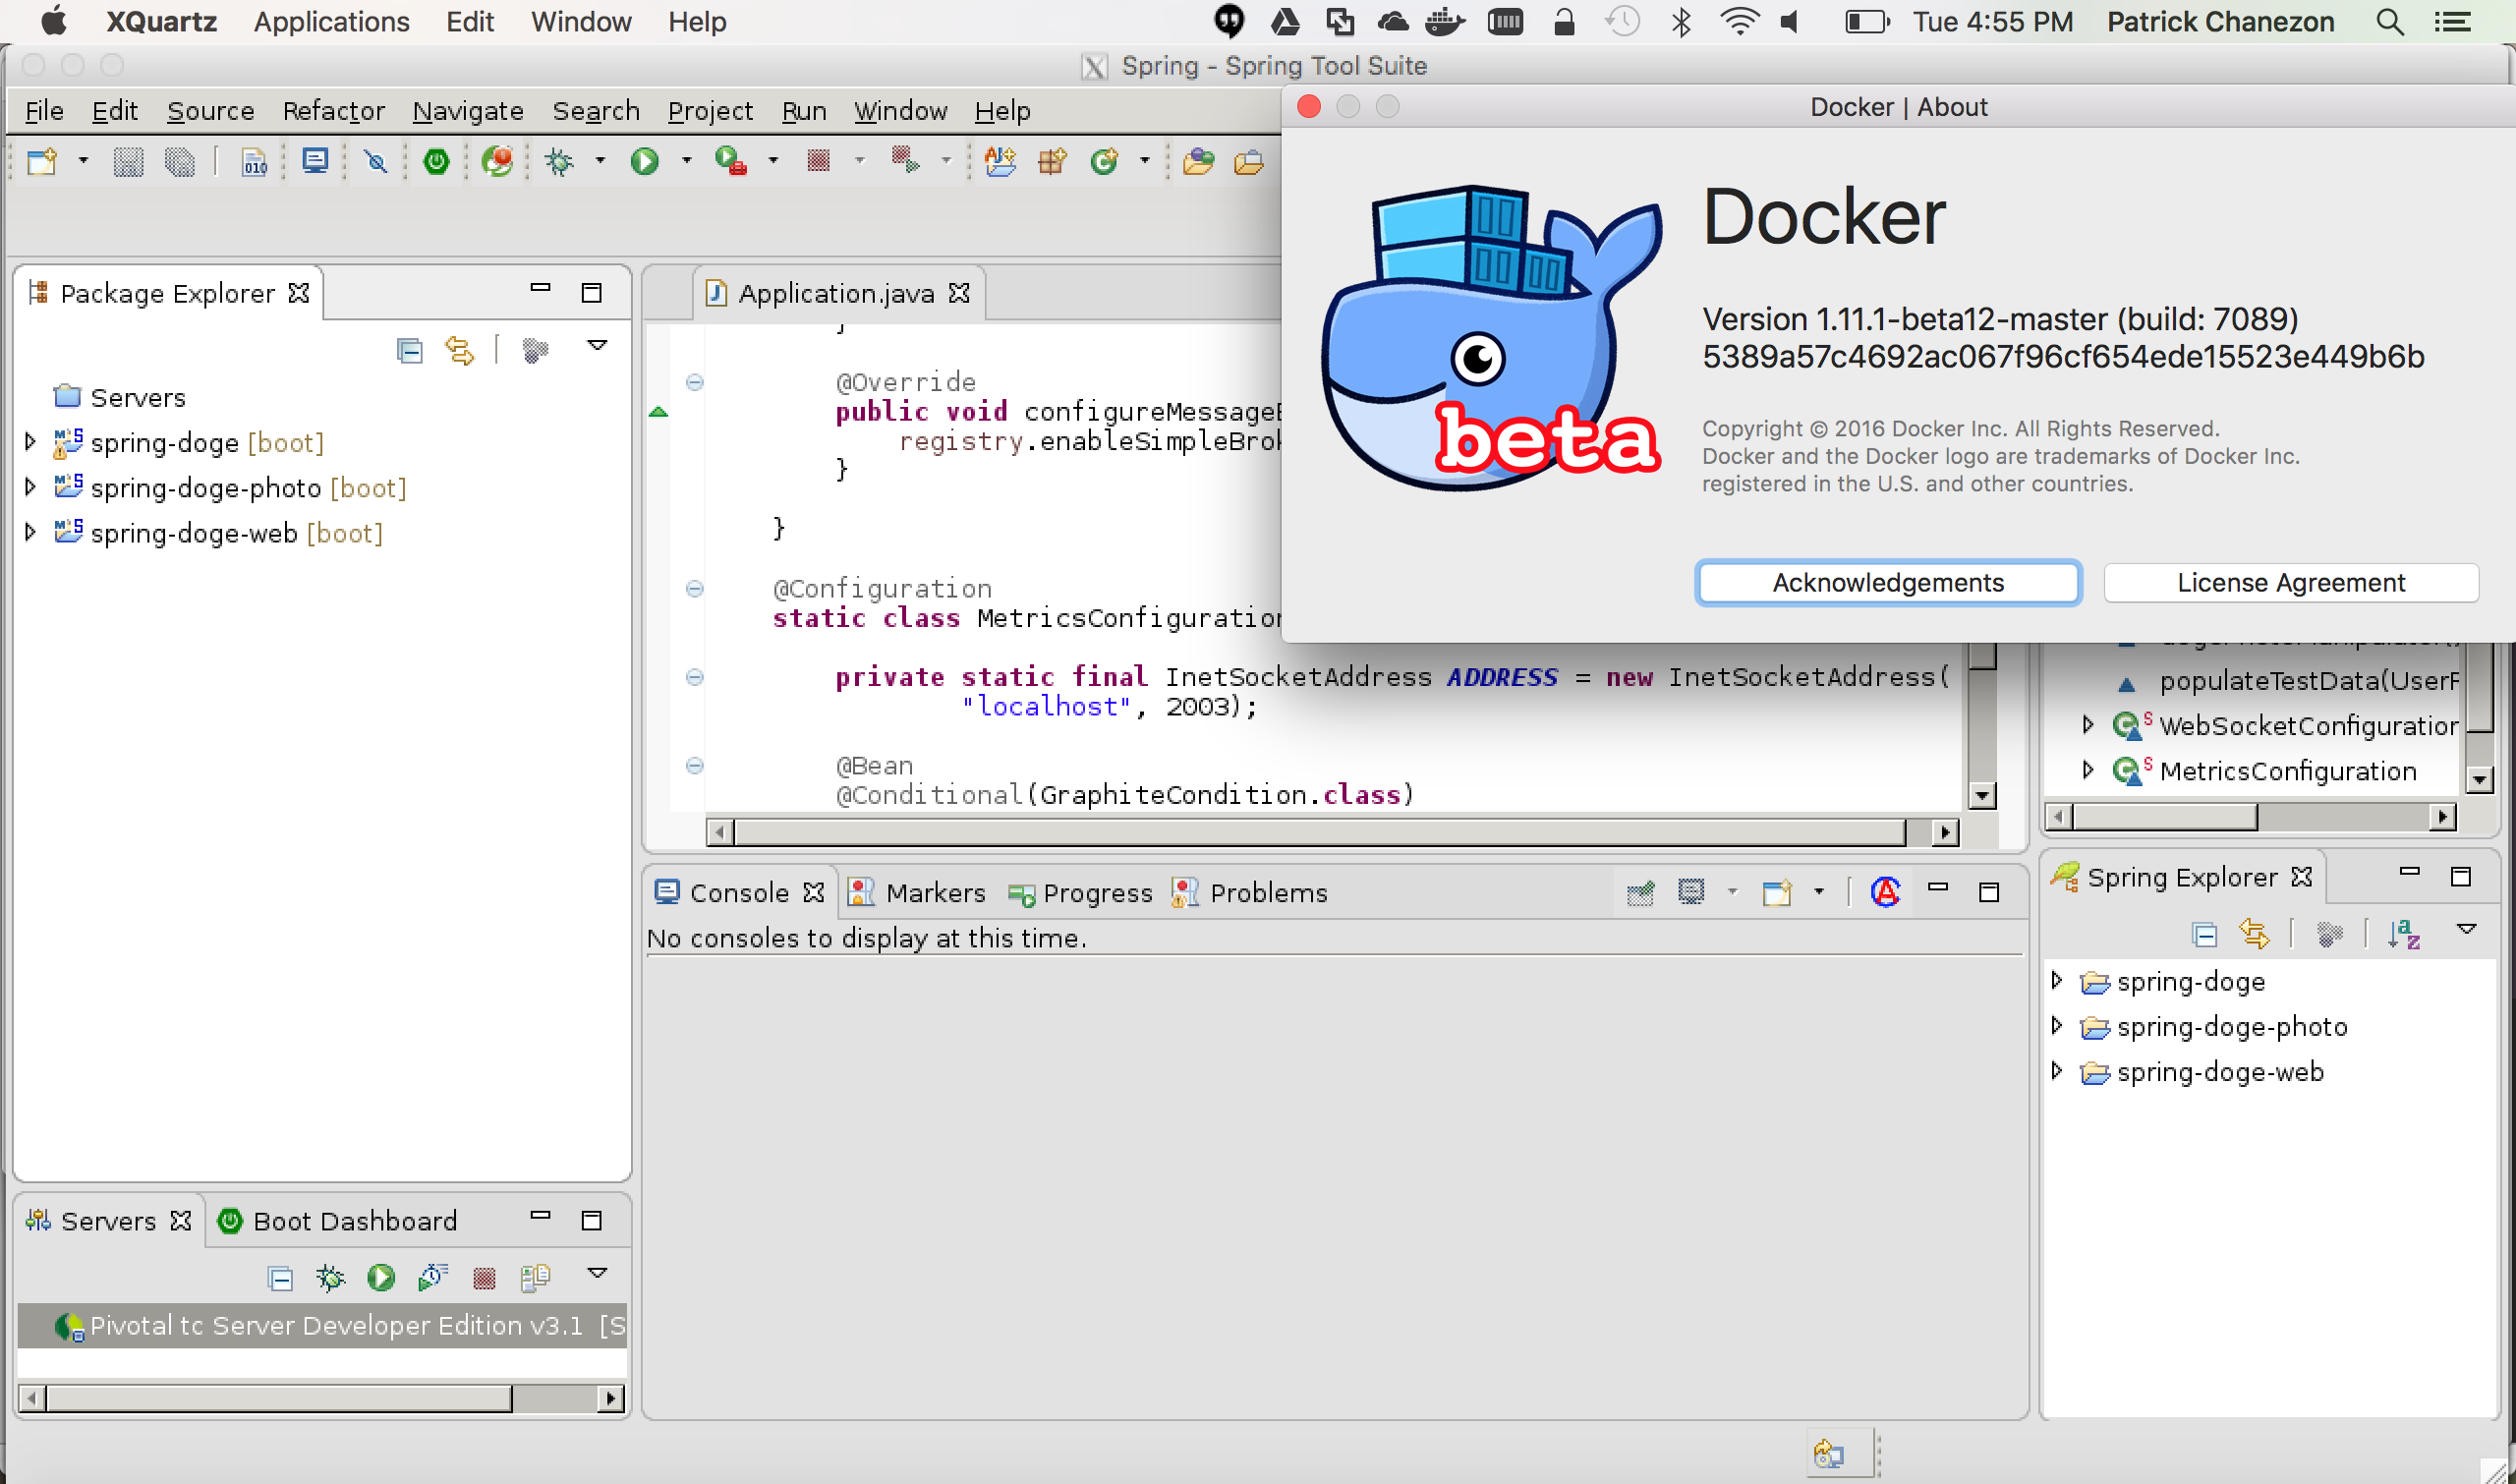 XQuartz Applications Edit Window Help
Tue 4:55 PM Patrick Chanezon
Spring - Spring Tool Suite
File Edit Source Refactor Navigate Search Project Run Window Help
Docker | About
Docker
Version 1.11.1-beta12-master (build: 7089)
5389a57c4692ac067f96cf654ede15523e449b6b
beta
Copyright © 2016 Docker Inc. All Rights Reserved.
Docker and the Docker logo are trademarks of Docker Inc.
registered in the U.S. and other countries.
Acknowledgements
License Agreement
Package Explorer
Servers
spring-doge [boot]
spring-doge-photo [boot]
spring-doge-web [boot]
Application.java
}
@Override
public void configureMessageB
registry.enableSimpleBrok
}
}
@Configuration
static class MetricsConfiguration
private static final InetSocketAddress ADDRESS = new InetSocketAddress(
"localhost", 2003);
@Bean
@Conditional(GraphiteCondition.class)
populateTestData(UserR
WebSocketConfiguration
MetricsConfiguration
Console Markers Progress Problems
No consoles to display at this time.
Spring Explorer
spring-doge
spring-doge-photo
spring-doge-web
Servers Boot Dashboard
Pivotal tc Server Developer Edition v3.1 [S